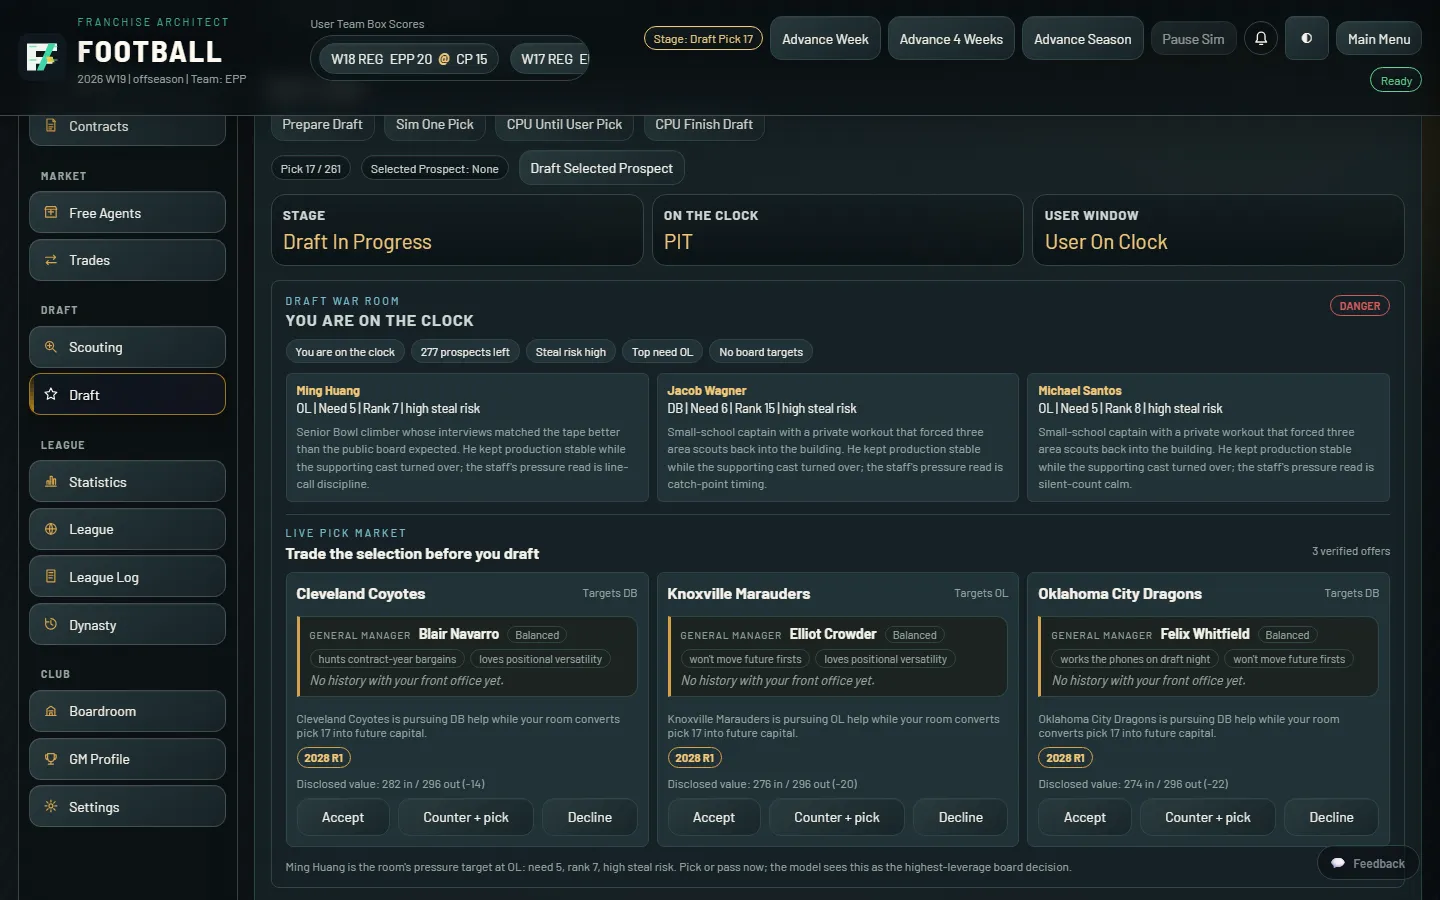 FRANCHISE ARCHITECT
FOOTBALL
2026 W19 | offseason | Team: EPP
User Team Box Scores
W18 REG EPP 20 @ CP 15
W17 REG E
Stage: Draft Pick 17
Advance Week
Advance 4 Weeks
Advance Season
Pause Sim
Main Menu
Ready
Contracts
MARKET
Free Agents
Trades
DRAFT
Scouting
Draft
LEAGUE
Statistics
League
League Log
Dynasty
CLUB
Boardroom
GM Profile
Settings
Prepare Draft
Sim One Pick
CPU Until User Pick
CPU Finish Draft
Pick 17 / 261
Selected Prospect: None
Draft Selected Prospect
STAGE
Draft In Progress
ON THE CLOCK
PIT
USER WINDOW
User On Clock
DRAFT WAR ROOM
YOU ARE ON THE CLOCK
DANGER
You are on the clock
277 prospects left
Steal risk high
Top need OL
No board targets
Ming Huang
OL | Need 5 | Rank 7 | high steal risk
Senior Bowl climber whose interviews matched the tape better
than the public board expected. He kept production stable while
the supporting cast turned over; the staff's pressure read is line-
call discipline.
Jacob Wagner
DB | Need 6 | Rank 15 | high steal risk
Small-school captain with a private workout that forced three
area scouts back into the building. He kept production stable
while the supporting cast turned over; the staff's pressure read is
catch-point timing.
Michael Santos
OL | Need 5 | Rank 8 | high steal risk
Small-school captain with a private workout that forced three
area scouts back into the building. He kept production stable
while the supporting cast turned over; the staff's pressure read is
silent-count calm.
LIVE PICK MARKET
Trade the selection before you draft
3 verified offers
Cleveland Coyotes
Targets DB
GENERAL MANAGER Blair Navarro Balanced
hunts contract-year bargains
loves positional versatility
No history with your front office yet.
Cleveland Coyotes is pursuing DB help while your room converts
pick 17 into future capital.
2028 R1
Disclosed value: 282 in / 296 out (-14)
Accept
Counter + pick
Decline
Knoxville Marauders
Targets OL
GENERAL MANAGER Elliot Crowder Balanced
won't move future firsts
loves positional versatility
No history with your front office yet.
Knoxville Marauders is pursuing OL help while your room converts
pick 17 into future capital.
2028 R1
Disclosed value: 276 in / 296 out (-20)
Accept
Counter + pick
Decline
Oklahoma City Dragons
Targets DB
GENERAL MANAGER Felix Whitfield Balanced
works the phones on draft night
won't move future firsts
No history with your front office yet.
Oklahoma City Dragons is pursuing DB help while your room
converts pick 17 into future capital.
2028 R1
Disclosed value: 274 in / 296 out (-22)
Accept
Counter + pick
Decline
Ming Huang is the room's pressure target at OL: need 5, rank 7, high steal risk. Pick or pass now; the model sees this as the highest-leverage board decision.
Feedback